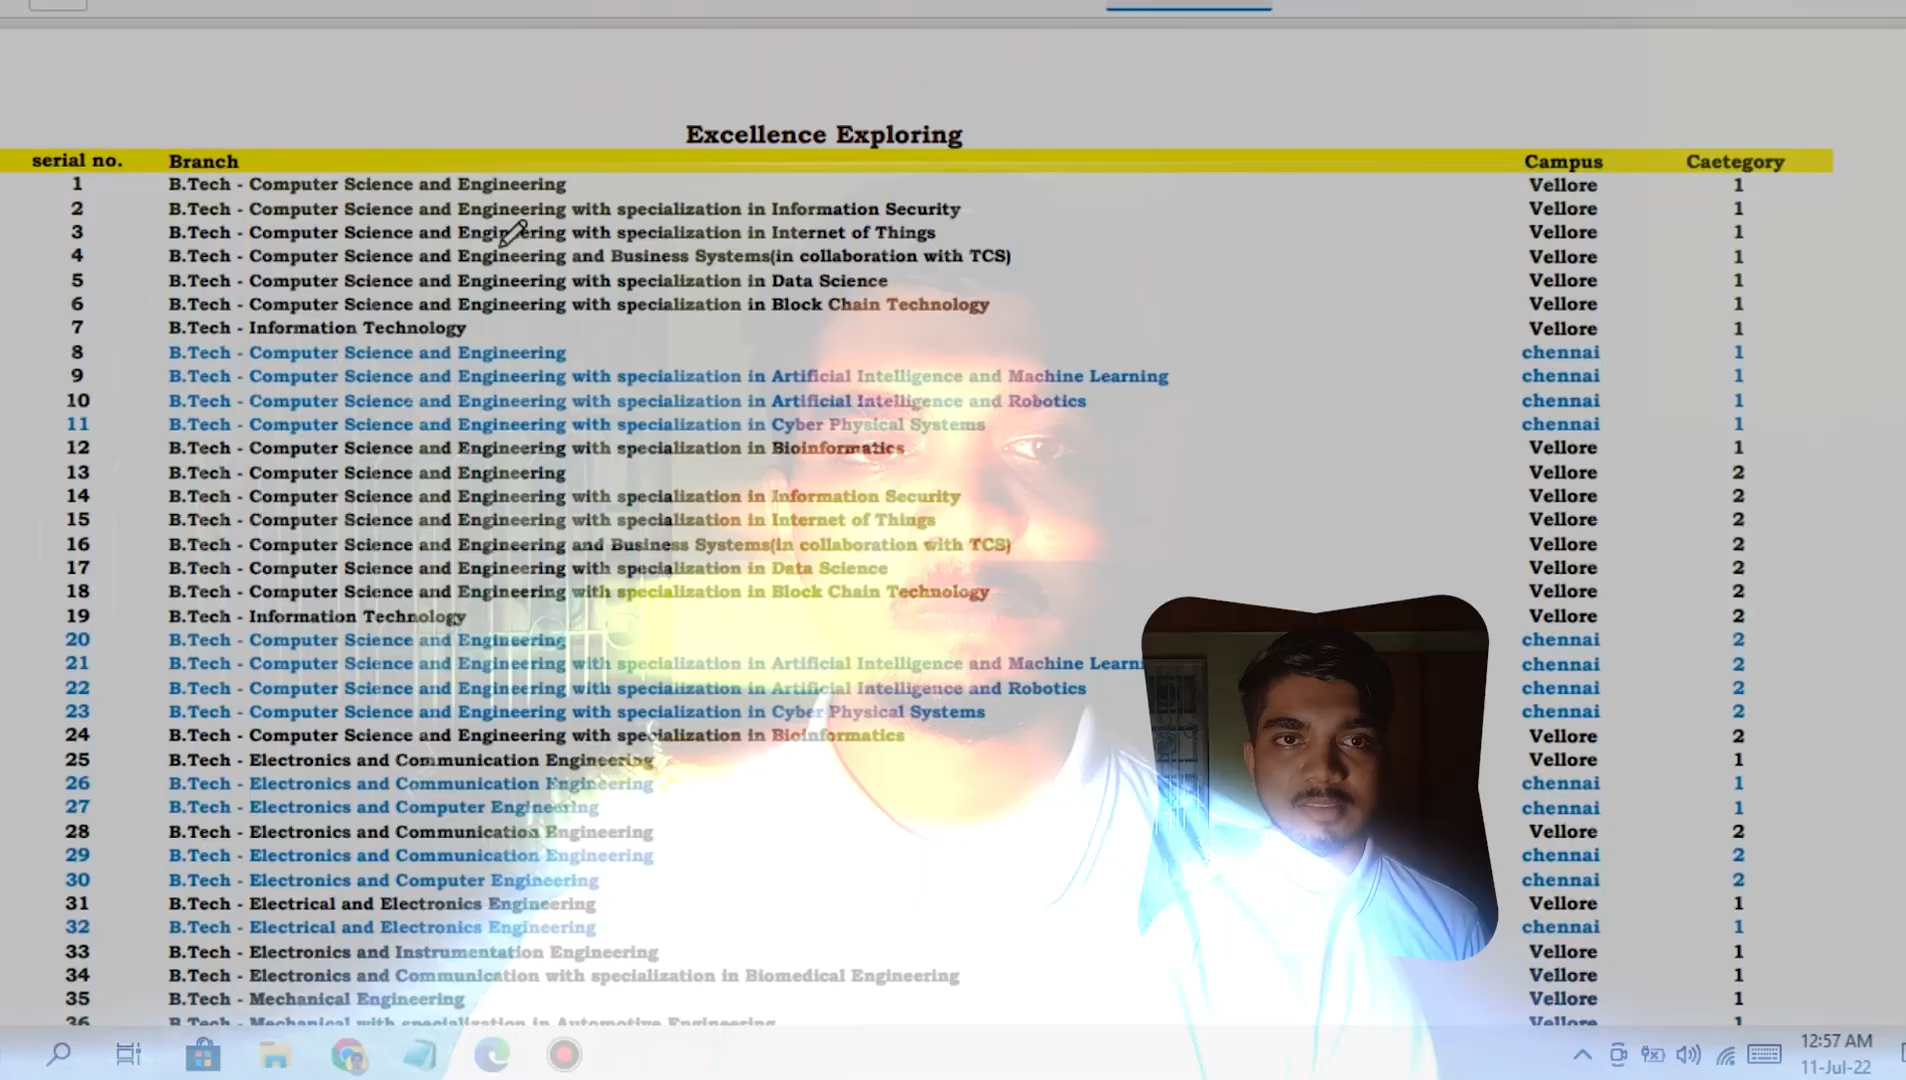 Excellence Exploring
serial no. Branch Campus Caetegory
1 B.Tech - Computer Science and Engineering Vellore 1
2 B.Tech - Computer Science and Engineering with specialization in Information Security Vellore 1
3 B.Tech - Computer Science and Engineering with specialization in Internet of Things Vellore 1
4 B.Tech - Computer Science and Engineering and Business Systems(in collaboration with TCS) Vellore 1
5 B.Tech - Computer Science and Engineering with specialization in Data Science Vellore 1
6 B.Tech - Computer Science and Engineering with specialization in Block Chain Technology Vellore 1
7 B.Tech - Information Technology Vellore 1
8 B.Tech - Computer Science and Engineering chennai 1
9 B.Tech - Computer Science and Engineering with specialization in Artificial Intelligence and Machine Learning chennai 1
10 B.Tech - Computer Science and Engineering with specialization in Artificial Intelligence and Robotics chennai 1
11 B.Tech - Computer Science and Engineering with specialization in Cyber Physical Systems chennai 1
12 B.Tech - Computer Science and Engineering with specialization in Bioinformatics Vellore 1
13 B.Tech - Computer Science and Engineering Vellore 2
14 B.Tech - Computer Science and Engineering with specialization in Information Security Vellore 2
15 B.Tech - Computer Science and Engineering with specialization in Internet of Things Vellore 2
16 B.Tech - Computer Science and Engineering and Business Systems(in collaboration with TCS) Vellore 2
17 B.Tech - Computer Science and Engineering with specialization in Data Science Vellore 2
18 B.Tech - Computer Science and Engineering with specialization in Block Chain Technology Vellore 2
19 B.Tech - Information Technology Vellore 2
20 B.Tech - Computer Science and Engineering chennai 2
21 B.Tech - Computer Science and Engineering with specialization in Artificial Intelligence and Machine Learni chennai 2
22 B.Tech - Computer Science and Engineering with specialization in Artificial Intelligence and Robotics chennai 2
23 B.Tech - Computer Science and Engineering with specialization in Cyber Physical Systems chennai 2
24 B.Tech - Computer Science and Engineering with specialization in Bioinformatics Vellore 2
25 B.Tech - Electronics and Communication Engineering Vellore 1
26 B.Tech - Electronics and Communication Engineering chennai 1
27 B.Tech - Electronics and Computer Engineering chennai 1
28 B.Tech - Electronics and Communication Engineering Vellore 2
29 B.Tech - Electronics and Communication Engineering chennai 2
30 B.Tech - Electronics and Computer Engineering chennai 2
31 B.Tech - Electrical and Electronics Engineering Vellore 1
32 B.Tech - Electrical and Electronics Engineering chennai 1
33 B.Tech - Electronics and Instrumentation Engineering Vellore 1
34 B.Tech - Electronics and Communication with specialization in Biomedical Engineering Vellore 1
35 B.Tech - Mechanical Engineering Vellore 1
36 B.Tech - Mechanical with specialization in Automotive Engineering Vellore 1
12:57 AM
11-Jul-22